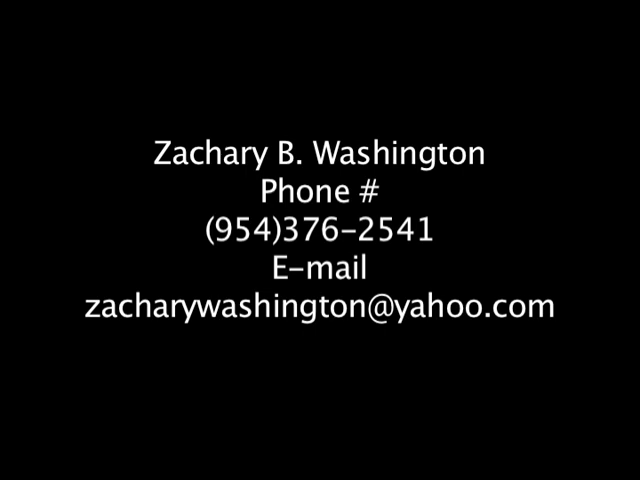 Zachary B. Washington
Phone #
(954)376-2541
E-mail
zacharywashington@yahoo.com